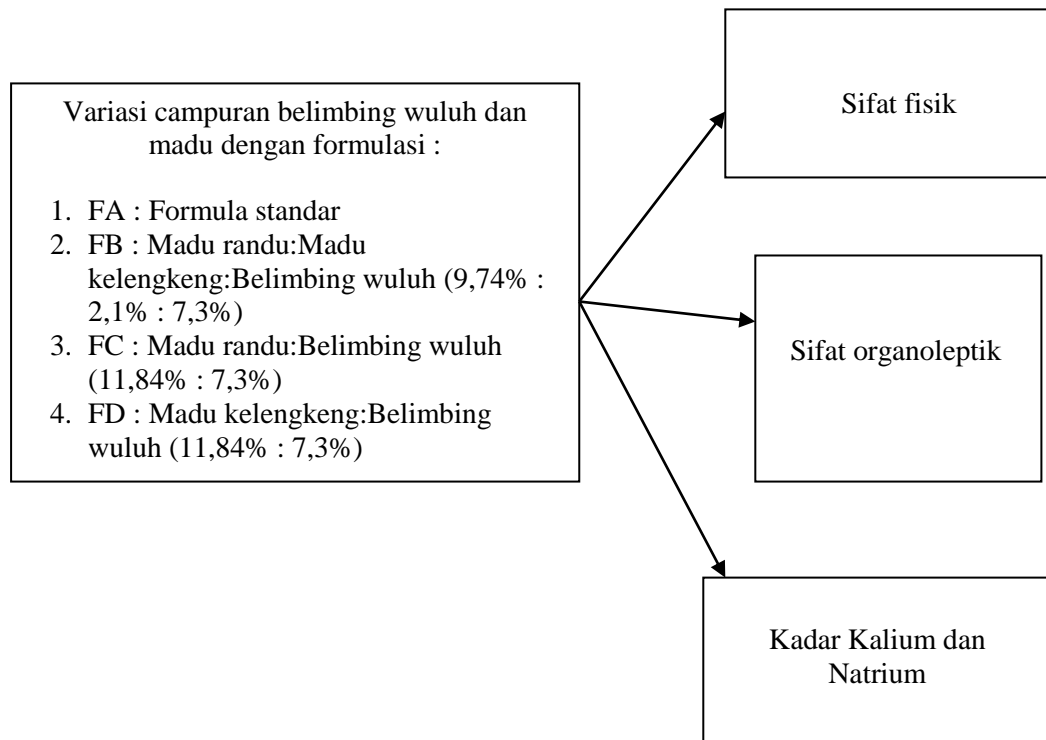 Variasi campuran belimbing wuluh dan
madu dengan formulasi :
1. FA : Formula standar
2. FB : Madu randu:Madu
kelengkeng:Belimbing wuluh (9,74% :
2,1% : 7,3%)
3. FC : Madu randu:Belimbing wuluh
(11,84% : 7,3%)
4. FD : Madu kelengkeng:Belimbing
wuluh (11,84% : 7,3%)
Sifat fisik
Sifat organoleptik
Kadar Kalium dan
Natrium